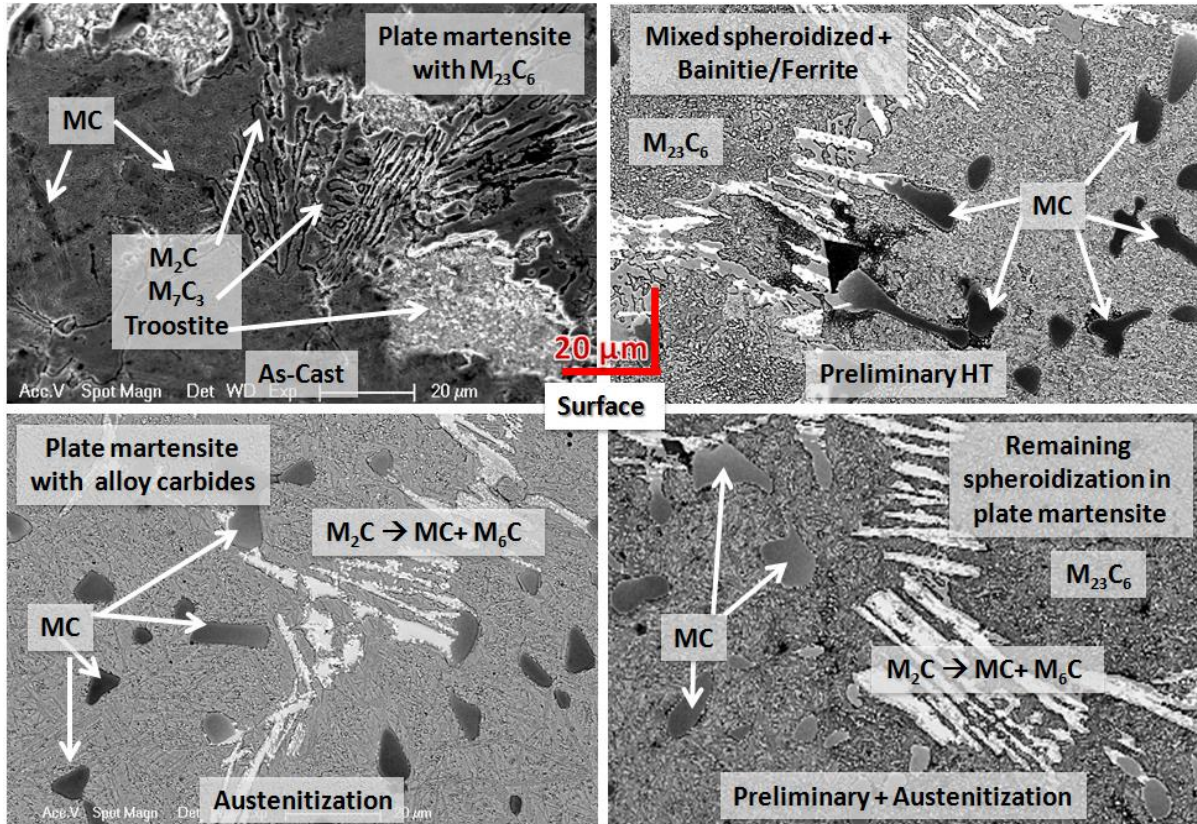 Plate martensite
with M₂₃C₆
MC
M₂C
M₇C₃
Troostite
As-Cast
Acc.V Spot Magn Det WD Exp 20 µm
Mixed spheroidized +
Bainitie/Ferrite
M₂₃C₆
MC
Preliminary HT
20 µm
Surface
Plate martensite
with alloy carbides
M₂C → MC+ M₆C
MC
Austenitization
Acc.V Spot Magn Det WD Exp 20 µm
Remaining
spheroidization in
plate martensite
M₂₃C₆
MC
M₂C → MC+ M₆C
Preliminary + Austenitization